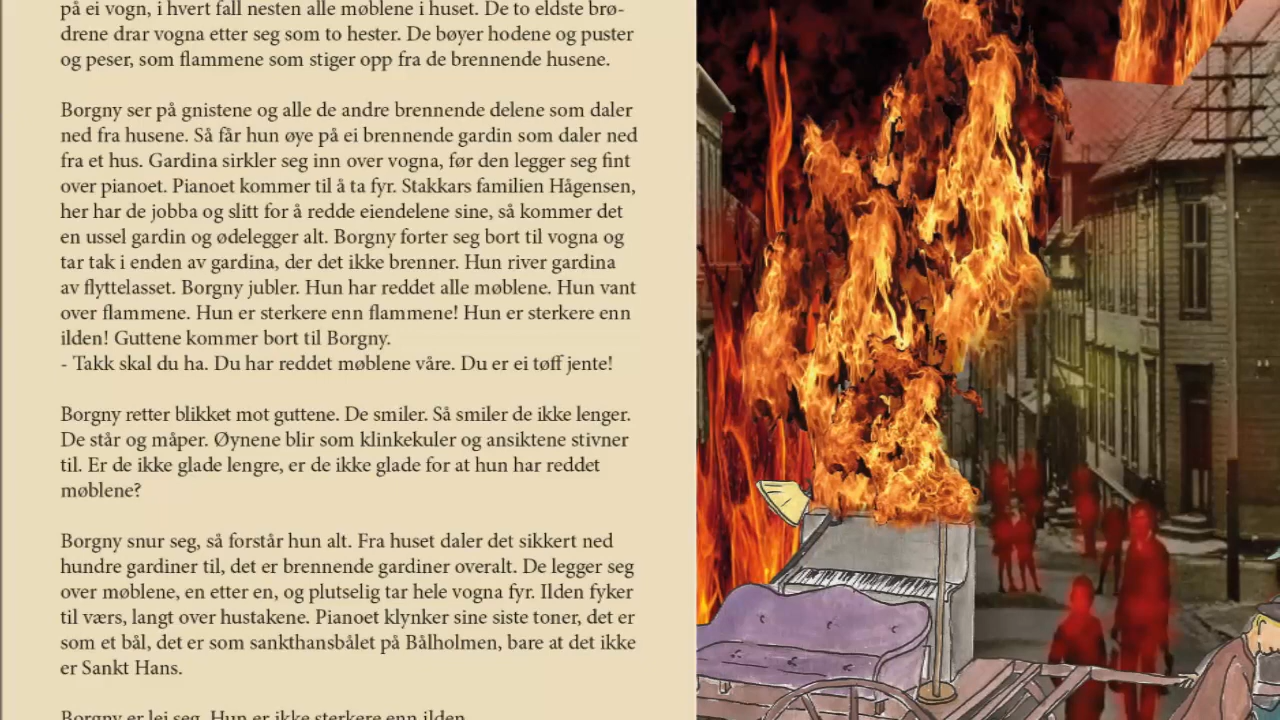 på ei vogn, i hvert fall nesten alle møblene i huset. De to eldste brø-
drene drar vogna etter seg som to hester. De bøyer hodene og puster
og peser, som flammene som stiger opp fra de brennende husene.
Borgny ser på gnistene og alle de andre brennende delene som daler
ned fra husene. Så får hun øye på ei brennende gardin som daler ned
fra et hus. Gardina sirkler seg inn over vogna, før den legger seg fint
over pianoet. Pianoet kommer til å ta fyr. Stakkars familien Hågensen,
her har de jobba og slitt for å redde eiendelene sine, så kommer det
en ussel gardin og ødelegger alt. Borgny forter seg bort til vogna og
tar tak i enden av gardina, der det ikke brenner. Hun river gardina
av flyttelasset. Borgny jubler. Hun har reddet alle møblene. Hun vant
over flammene. Hun er sterkere enn flammene! Hun er sterkere enn
ilden! Guttene kommer bort til Borgny.
- Takk skal du ha. Du har reddet møblene våre. Du er ei tøff jente!
Borgny retter blikket mot guttene. De smiler. Så smiler de ikke lenger.
De står og måper. Øynene blir som klinkekuler og ansiktene stivner
til. Er de ikke glade lengre, er de ikke glade for at hun har reddet
møblene?
Borgny snur seg, så forstår hun alt. Fra huset daler det sikkert ned
hundre gardiner til, det er brennende gardiner overalt. De legger seg
over møblene, en etter en, og plutselig tar hele vogna fyr. Ilden fyker
til værs, langt over hustakene. Pianoet klynker sine siste toner, det er
som et bål, det er som sankthansbålet på Bålholmen, bare at det ikke
er Sankt Hans.
Borgny er lei seg. Hun er ikke sterkere enn ilden.